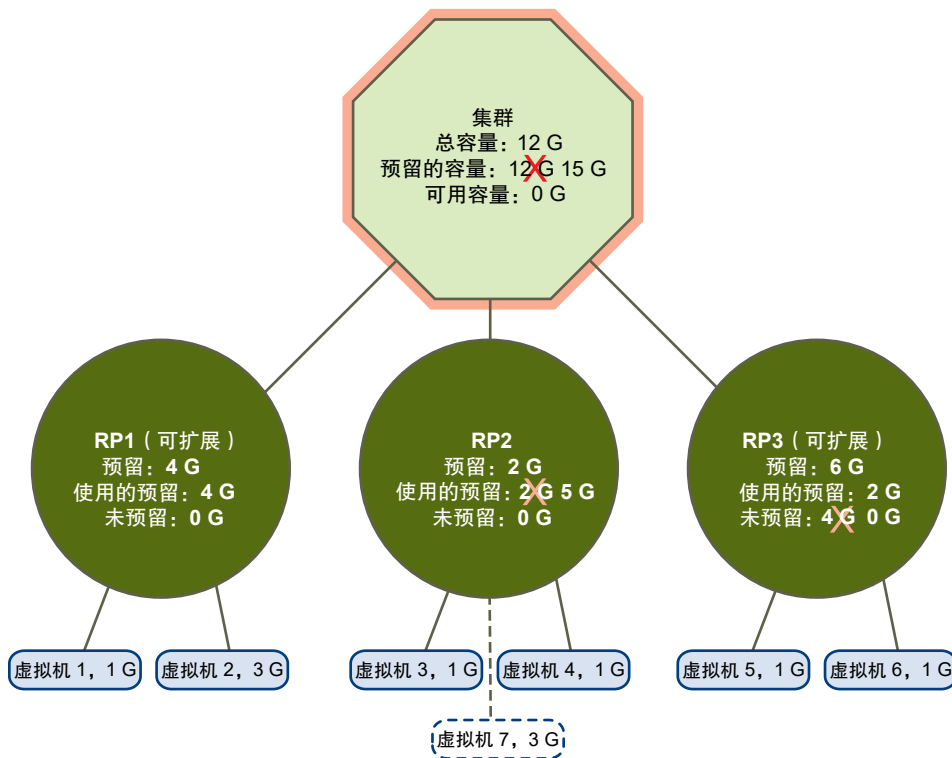 集群
总容量：12 G
预留的容量：12 G 15 G
可用容量：0 G
RP1（可扩展）
预留：4 G
使用的预留：4 G
未预留：0 G
RP2
预留：2 G
使用的预留：2 G 5 G
未预留：0 G
RP3（可扩展）
预留：6 G
使用的预留：2 G
未预留：4 G 0 G
虚拟机 1，1 G
虚拟机 2，3 G
虚拟机 3，1 G
虚拟机 4，1 G
虚拟机 5，1 G
虚拟机 6，1 G
虚拟机 7，3 G